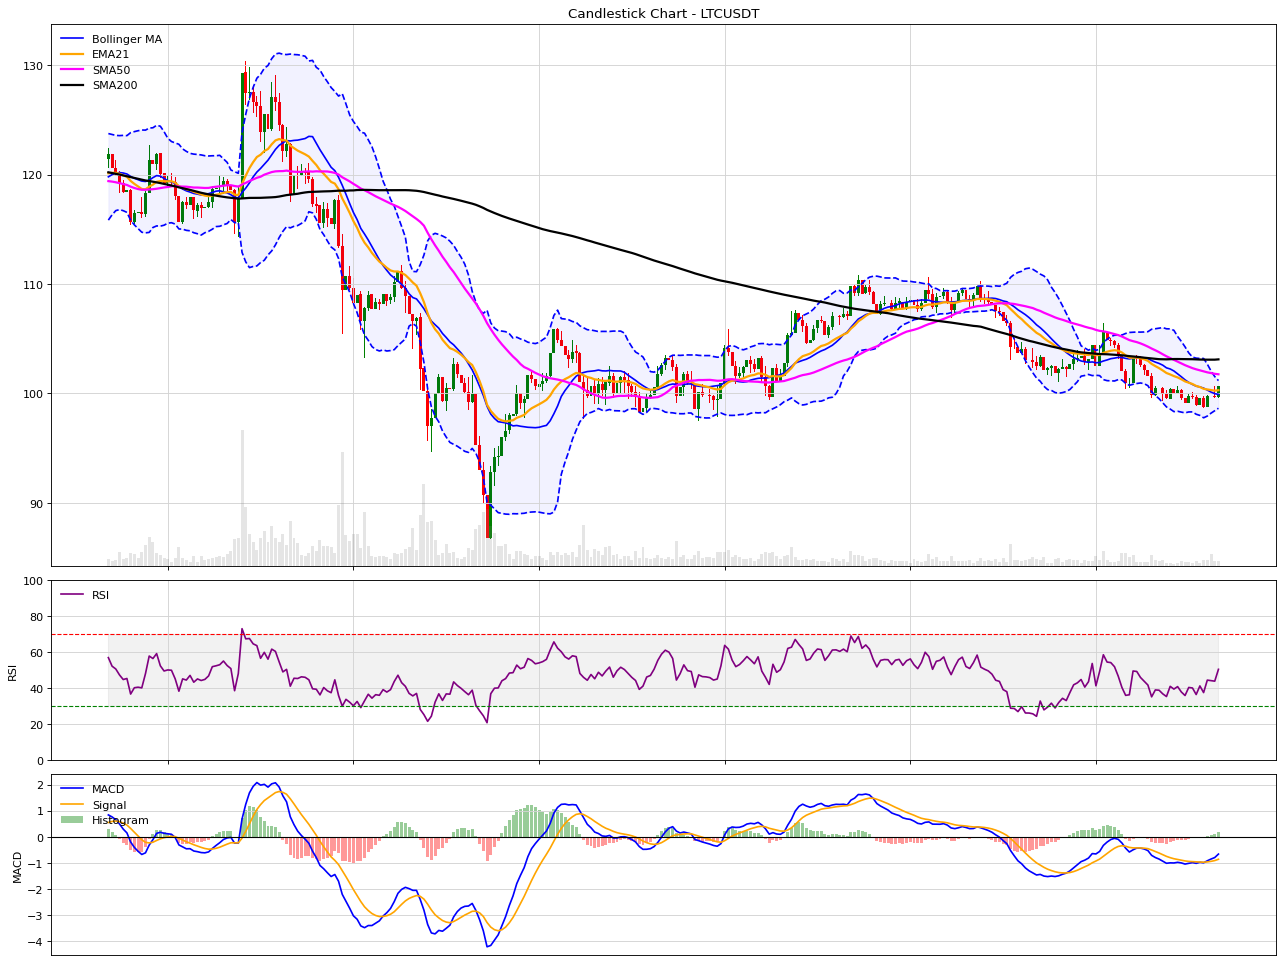 Candlestick Chart - LTCUSDT
Bollinger MA
EMA21
SMA50
SMA200
130
120
110
100
90
RSI
100
80
60
40
20
0
RSI
MACD
Signal
Histogram
2
1
0
−1
−2
−3
−4
MACD